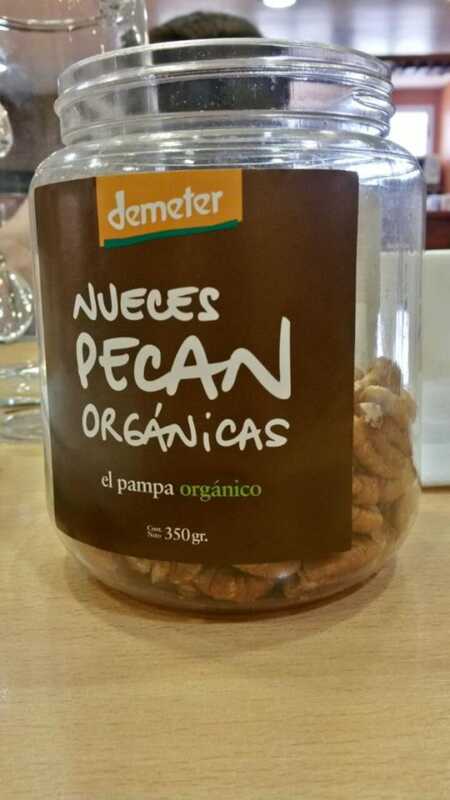 demeter
NUECES
PECAN
ORGÁNiCAS
el pampa orgánico
Cont.
Neto 350gr.